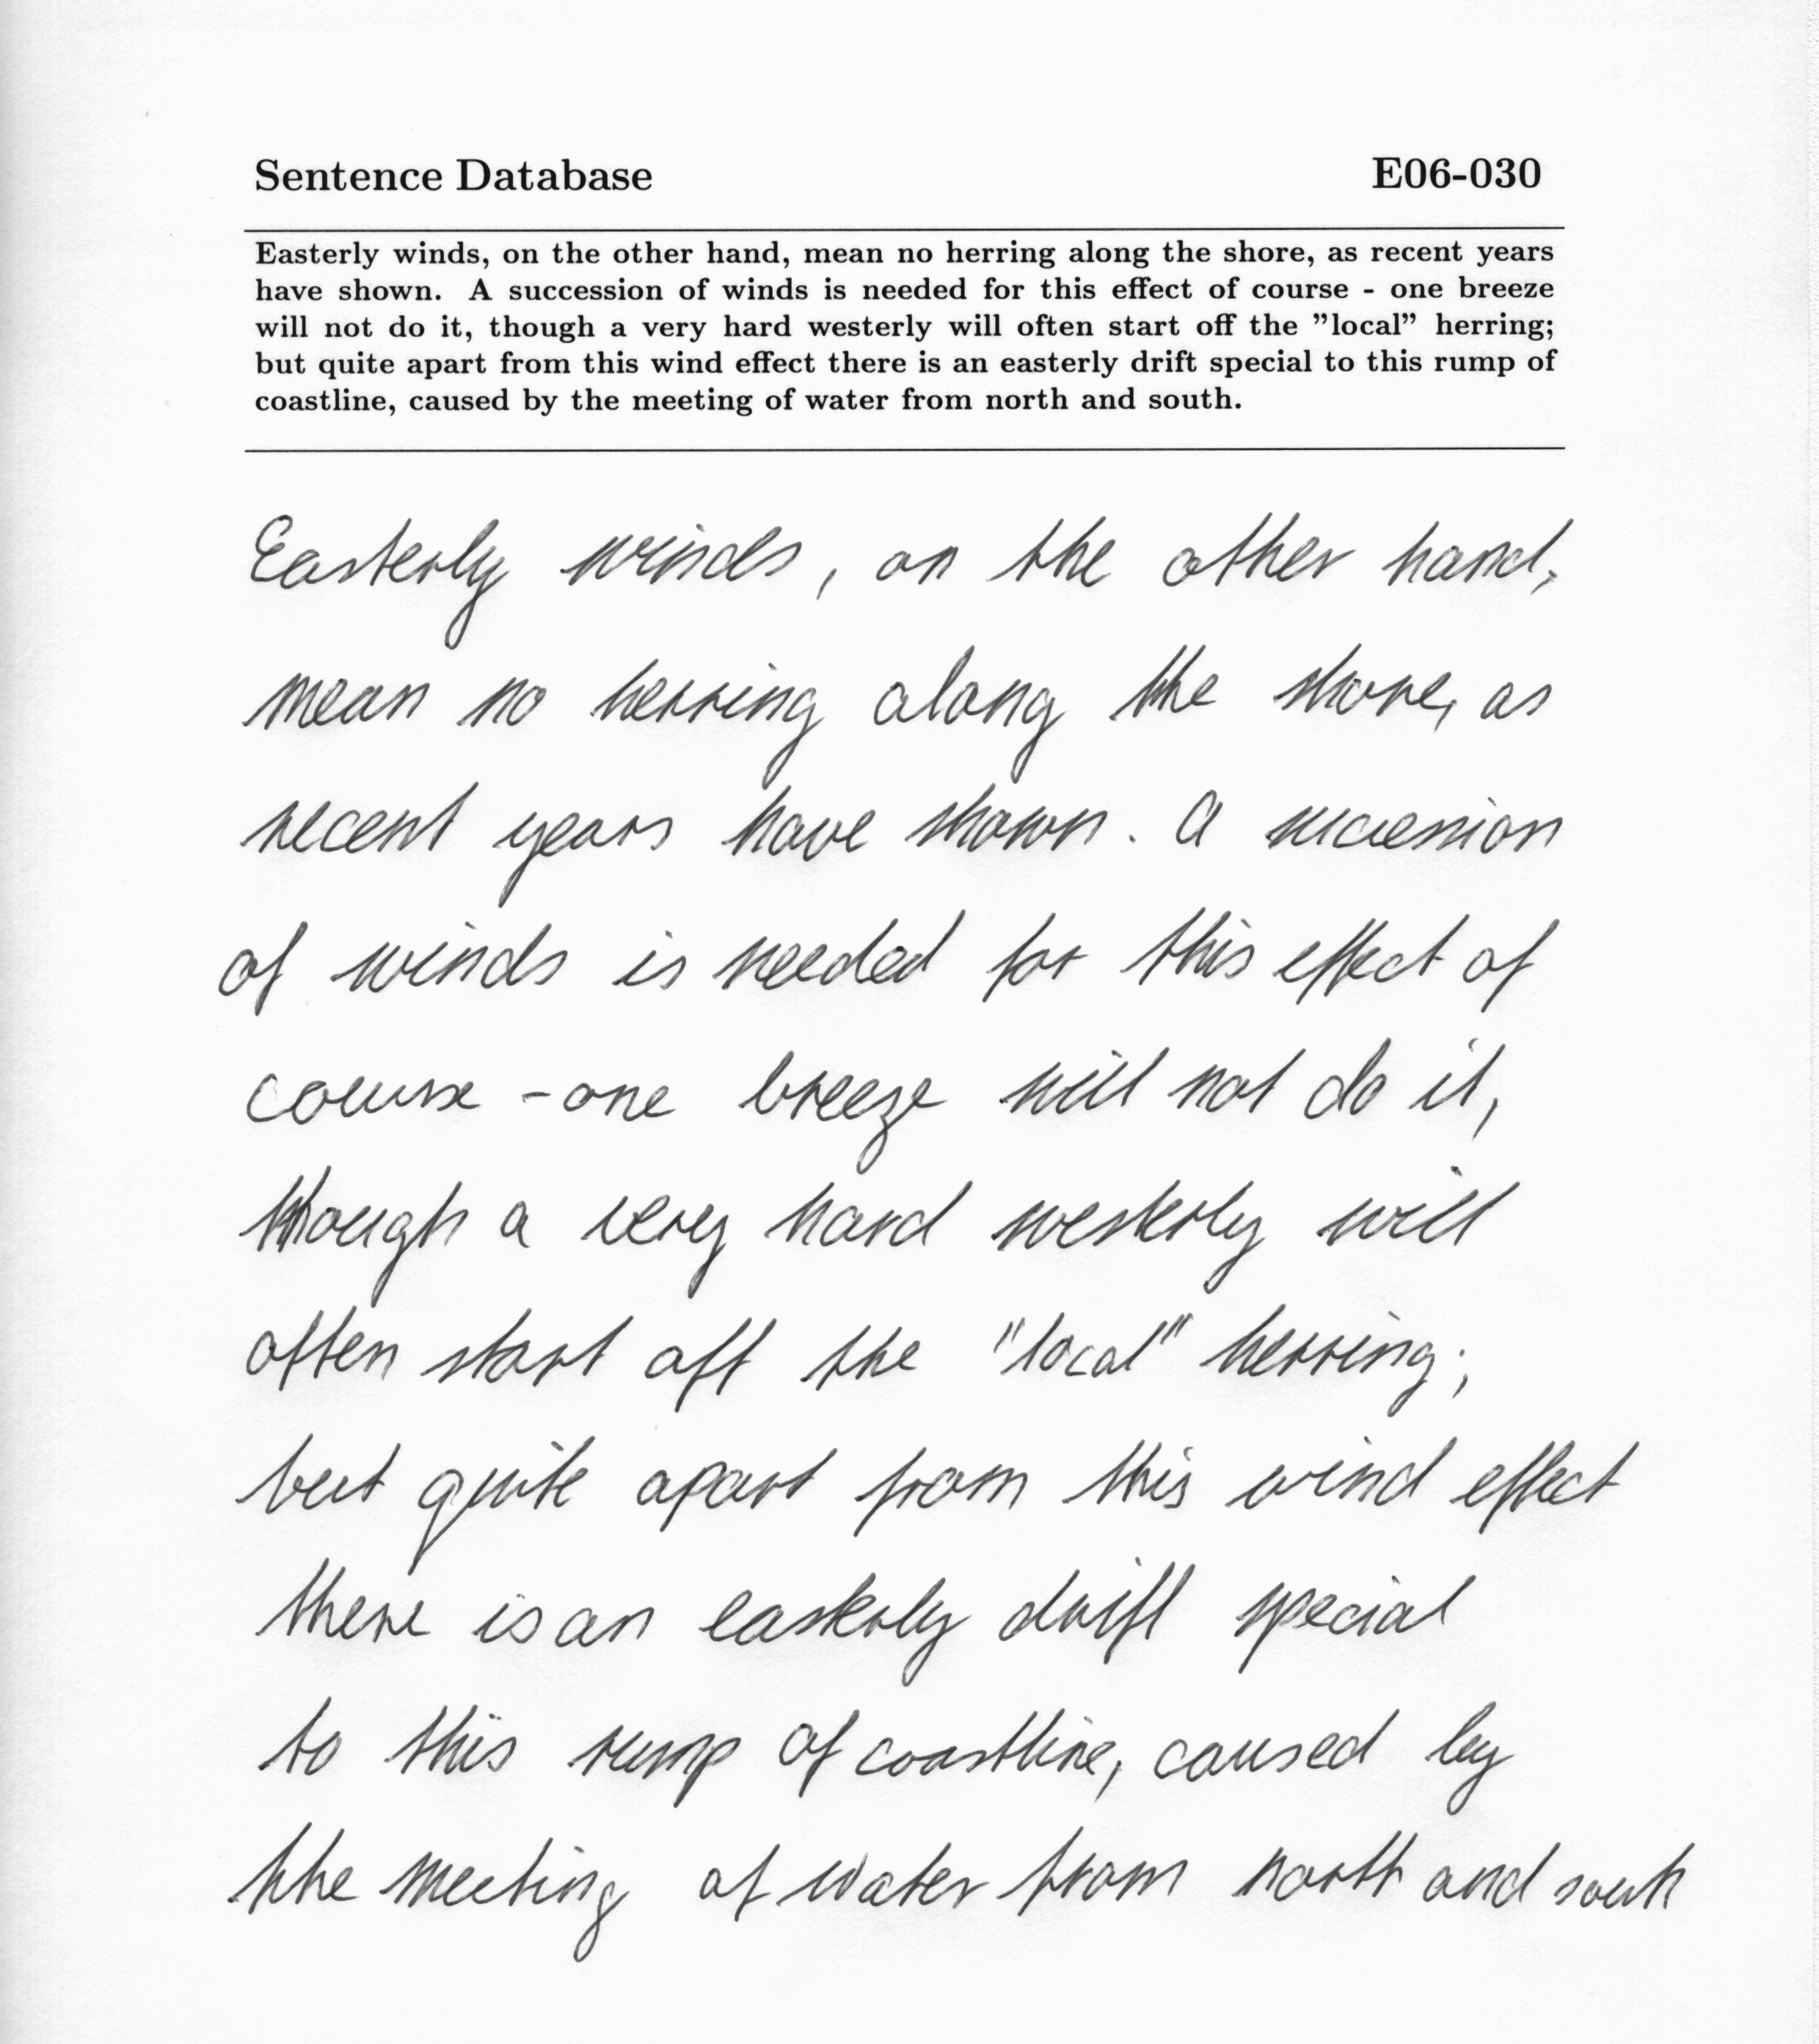 Sentence Database E06-030
Easterly winds, on the other hand, mean no herring along the shore, as recent years
have shown. A succession of winds is needed for this effect of course - one breeze
will not do it, though a very hard westerly will often start off the "local" herring;
but quite apart from this wind effect there is an easterly drift special to this rump of
coastline, caused by the meeting of water from north and south.
Easterly winds, on the other hand,
mean no herring along the shore, as
recent years have shown. A succession
of winds is needed for this effect of
course - one breeze will not do it,
though a very hard westerly will
often start off the "local" herring;
but quite apart from this wind effect
there is an easterly drift special
to this rump of coastline, caused by
the meeting of water from north and south